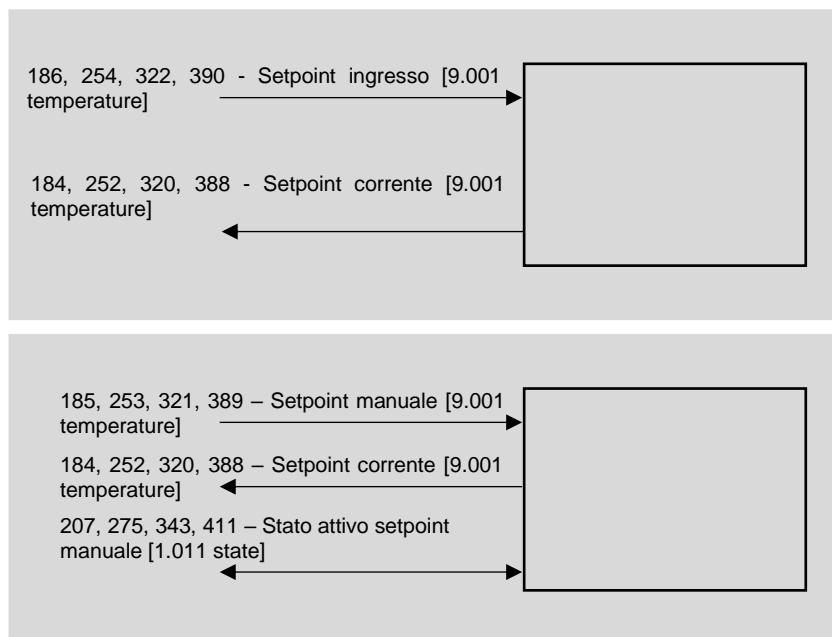 186, 254, 322, 390 - Setpoint ingresso [9.001
temperature]
184, 252, 320, 388 - Setpoint corrente [9.001
temperature]
185, 253, 321, 389 – Setpoint manuale [9.001
temperature]
184, 252, 320, 388 – Setpoint corrente [9.001
temperature]
207, 275, 343, 411 – Stato attivo setpoint
manuale [1.011 state]